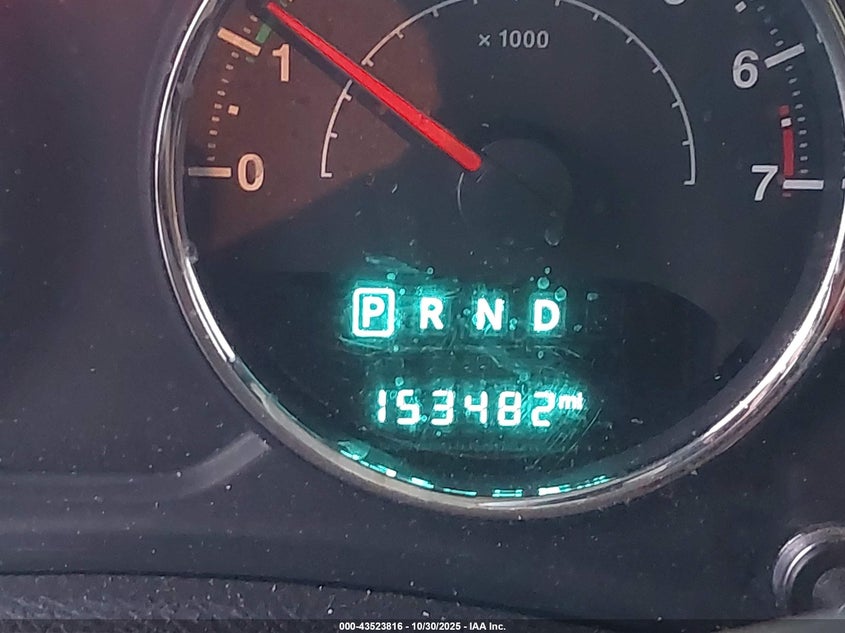 x 1000
6
1
0
7
P R N D
153482 mi
000-43523816 - 10/30/2025 - IAA Inc.